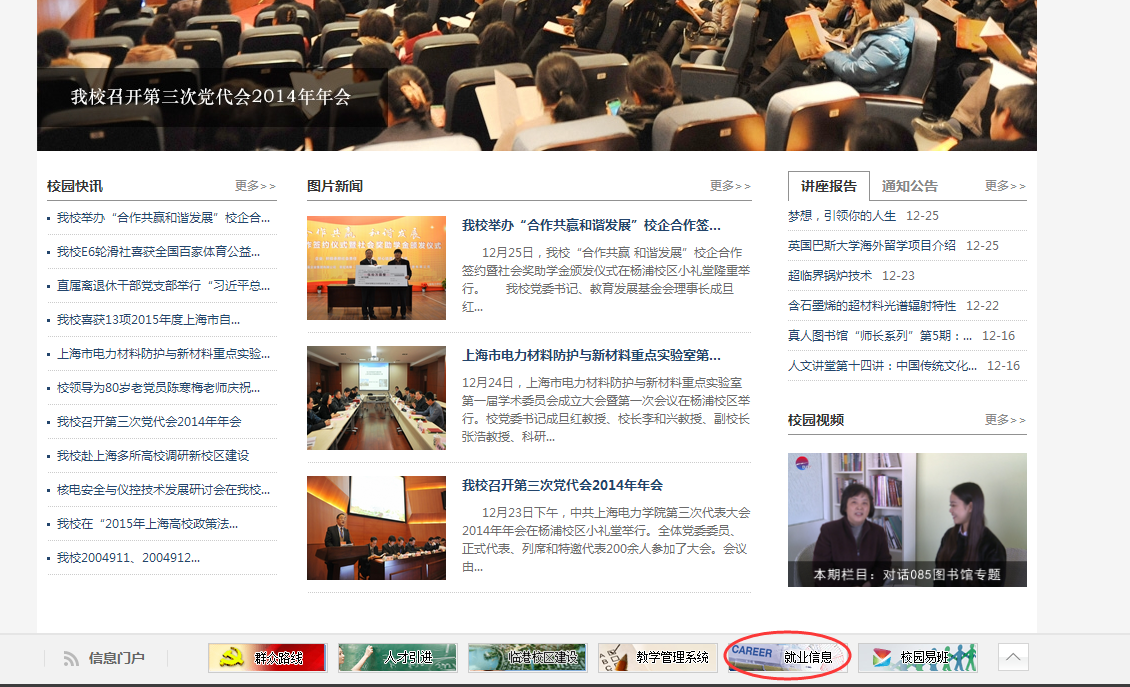 我校召开第三次党代会2014年年会
校园快讯
更多>>
我校举办“合作共赢和谐发展”校企合...
我校E6轮滑社喜获全国百家体育公益...
直属离退休干部党支部举行“习近平总...
我校喜获13项2015年度上海市自...
上海市电力材料防护与新材料重点实验...
校领导为80岁老党员陈寒梅老师庆祝...
我校召开第三次党代会2014年年会
我校赴上海多所高校调研新校区建设
核电安全与仪控技术发展研讨会在我校...
我校在“2015年上海高校政策法...
我校2004911、2004912...
图片新闻
更多>>
我校举办“合作共赢和谐发展”校企合作签...
12月25日，我校“合作共赢 和谐发展”校企合作
签约暨社会奖助学金颁发仪式在杨浦校区小礼堂隆重举
行。 我校党委书记、教育发展基金会理事长成旦
红...
上海市电力材料防护与新材料重点实验室第...
12月24日，上海市电力材料防护与新材料重点实验室
第一届学术委员会成立大会暨第一次会议在杨浦校区举
行。校党委书记成旦红教授、校长李和兴教授、副校长
张浩教授、科研...
我校召开第三次党代会2014年年会
12月23日下午，中共上海电力学院第三次代表大会
2014年年会在杨浦校区小礼堂举行。全体党委委员、
正式代表、列席和特邀代表200余人参加了大会。会议
由...
讲座报告
通知公告
更多>>
梦想，引领你的人生 12-25
英国巴斯大学海外留学项目介绍 12-25
超临界锅炉技术 12-23
含石墨烯的超材料光谱辐射特性 12-22
真人图书馆“师长系列”第5期：... 12-16
人文讲堂第十四讲：中国传统文化... 12-16
校园视频
更多>>
本期栏目：对话085图书馆专题
信息门户
群众路线
人才引进
临港校区建设
教学管理系统
CAREER
就业信息
校园易班